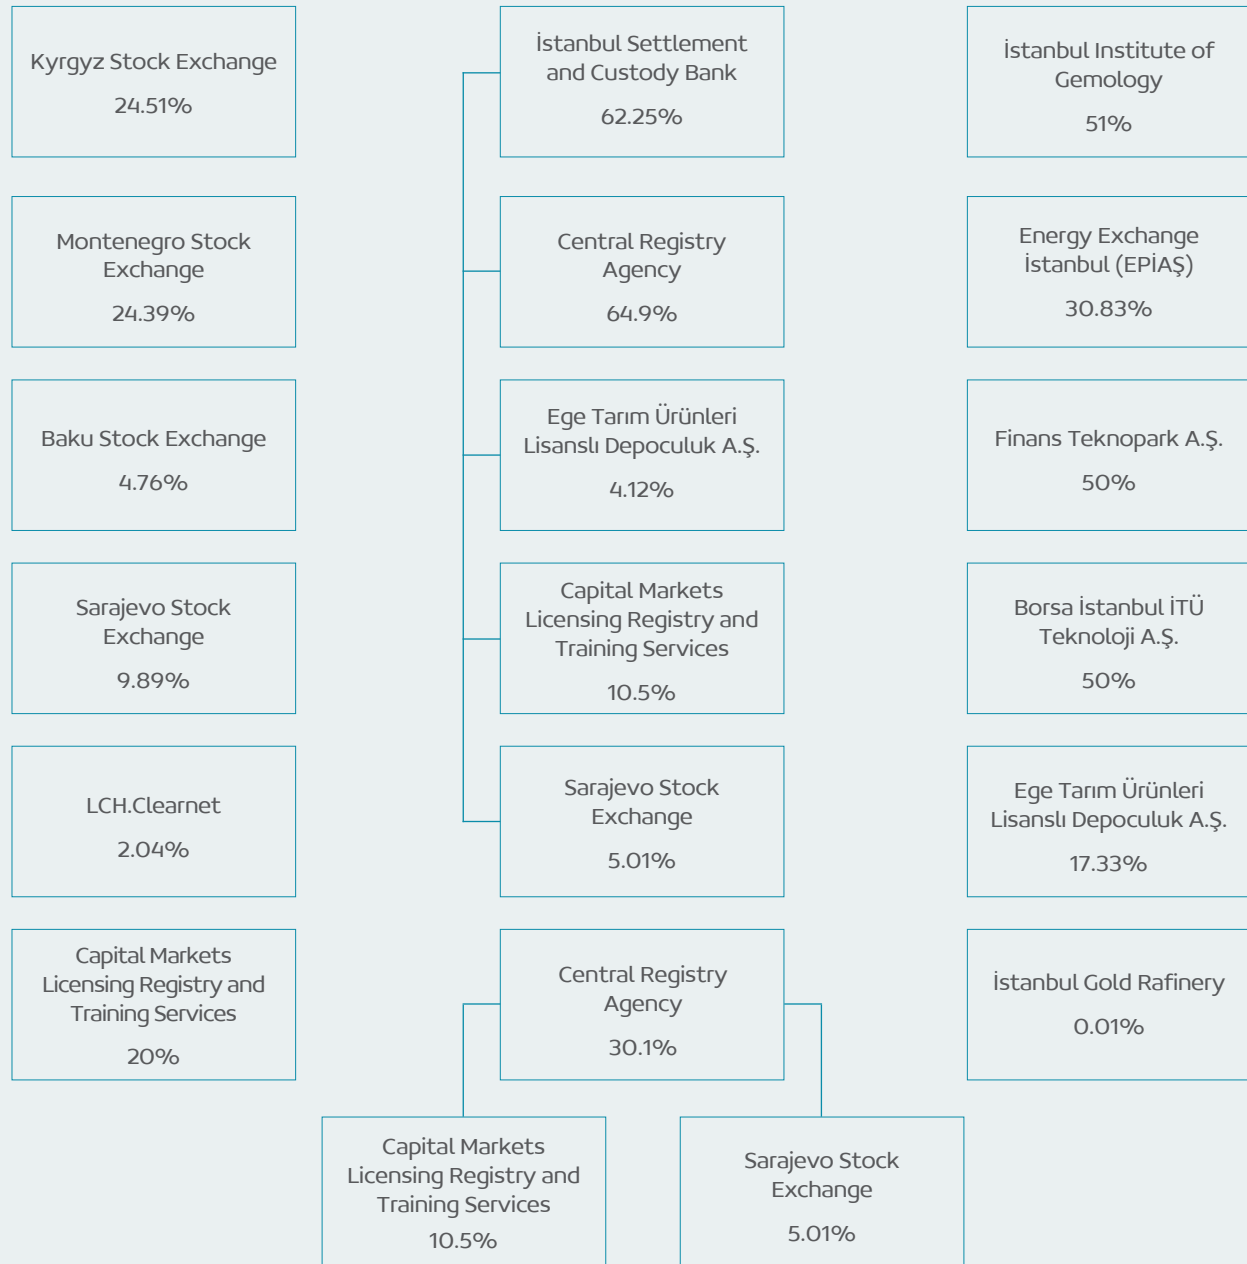 Kyrgyz Stock Exchange
24.51%
İstanbul Settlement
and Custody Bank
62.25%
İstanbul Institute of
Gemology
51%
Montenegro Stock
Exchange
24.39%
Central Registry
Agency
64.9%
Energy Exchange
İstanbul (EPİAŞ)
30.83%
Baku Stock Exchange
4.76%
Ege Tarım Ürünleri
Lisanslı Depoculuk A.Ş.
4.12%
Finans Teknopark A.Ş.
50%
Sarajevo Stock
Exchange
9.89%
Capital Markets
Licensing Registry and
Training Services
10.5%
Borsa İstanbul İTÜ
Teknoloji A.Ş.
50%
LCH.Clearnet
2.04%
Sarajevo Stock
Exchange
5.01%
Ege Tarım Ürünleri
Lisanslı Depoculuk A.Ş.
17.33%
Capital Markets
Licensing Registry and
Training Services
20%
Central Registry
Agency
30.1%
İstanbul Gold Rafinery
0.01%
Capital Markets
Licensing Registry and
Training Services
10.5%
Sarajevo Stock
Exchange
5.01%